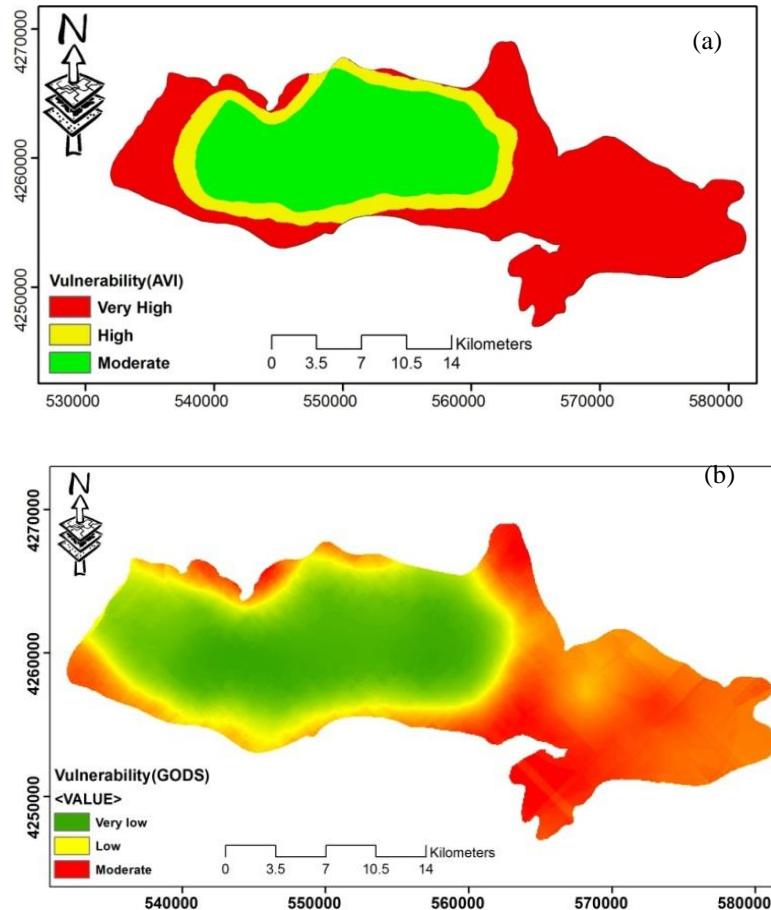 N
(a)
4270000
4260000
4250000
Vulnerability(AVI)
Very High
High
Moderate
Kilometers
0 3.5 7 10.5 14
530000 540000 550000 560000 570000 580000
N
(b)
4270000
4260000
4250000
Vulnerability(GODS)
<VALUE>
Very low
Low
Moderate
Kilometers
0 3.5 7 10.5 14
540000 550000 560000 570000 580000